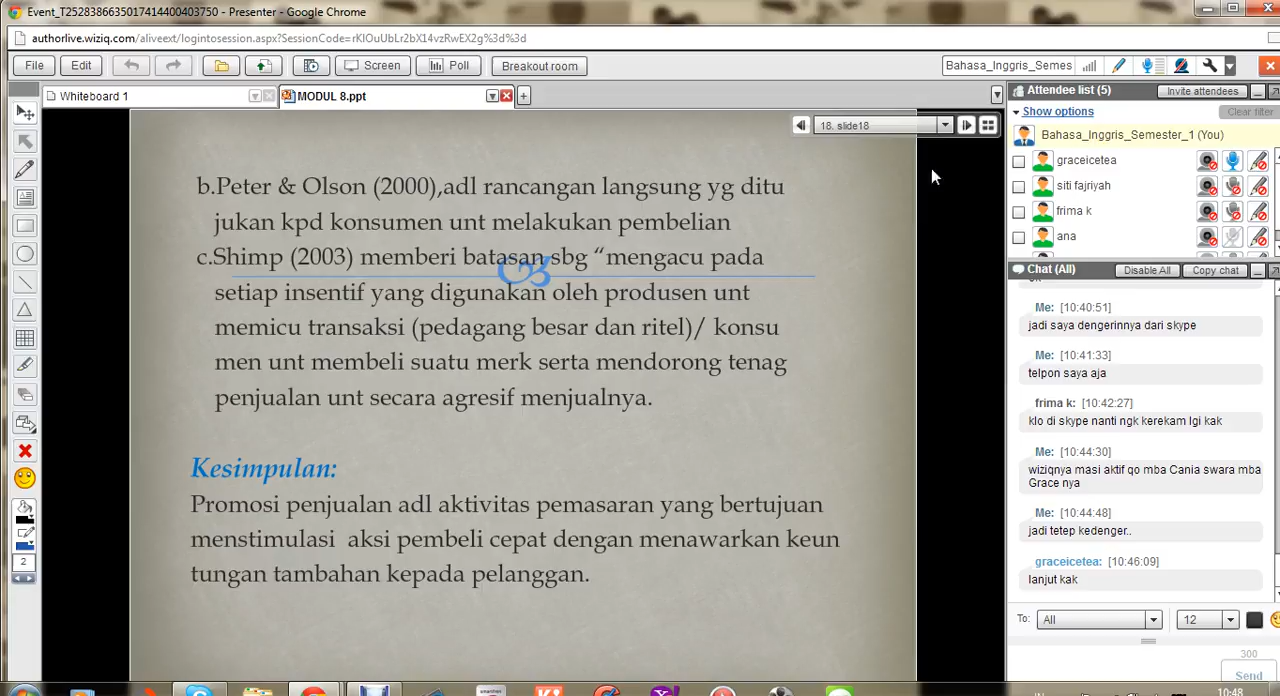 Event_T2528386635017414400403750 - Presenter - Google Chrome
authorlive.wiziq.com/aliveext/logintosession.aspx?SessionCode=rKIOuUbLr2bX14vzRwEX2g%3d%3d
File Edit Screen Poll Breakout room Bahasa_Inggris_Semes
Whiteboard 1 MODUL 8.ppt
18. slide18
b.Peter & Olson (2000),adl rancangan langsung yg ditu
jukan kpd konsumen unt melakukan pembelian
c.Shimp (2003) memberi batasan sbg “mengacu pada
setiap insentif yang digunakan oleh produsen unt
memicu transaksi (pedagang besar dan ritel)/ konsu
men unt membeli suatu merk serta mendorong tenag
penjualan unt secara agresif menjualnya.
Kesimpulan:
Promosi penjualan adl aktivitas pemasaran yang bertujuan
menstimulasi aksi pembeli cepat dengan menawarkan keun
tungan tambahan kepada pelanggan.
2
Attendee list (5) Invite attendees
Show options Clear filter
Bahasa_Inggris_Semester_1 (You)
graceicetea
siti fajriyah
frima k
ana
Chat (All) Disable All Copy chat
Me: [10:40:51]
jadi saya dengerinnya dari skype
Me: [10:41:33]
telpon saya aja
frima k: [10:42:27]
klo di skype nanti ngk kerekam lgi kak
Me: [10:44:30]
wiziqnya masi aktif qo mba Cania swara mba
Grace nya
Me: [10:44:48]
jadi tetep kedenger..
graceicetea: [10:46:09]
lanjut kak
To: All 12
300
Send
10:48